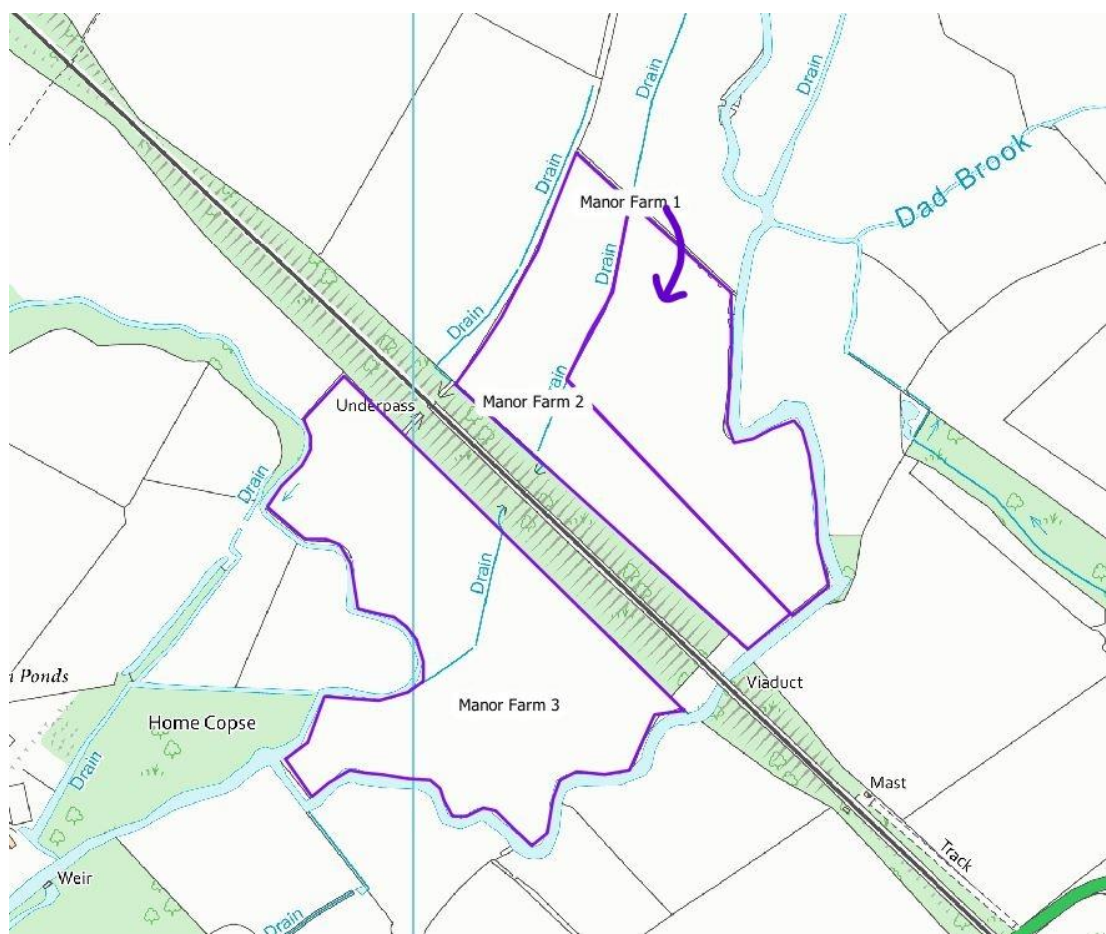 Drain
Drain
Drain
Dad Brook
Manor Farm 1
Drain
Drain
Manor Farm 2
Underpass
Drain
Drain
Manor Farm 3
Viaduct
Ponds
Home Copse
Drain
Mast
Track
Weir
Drain